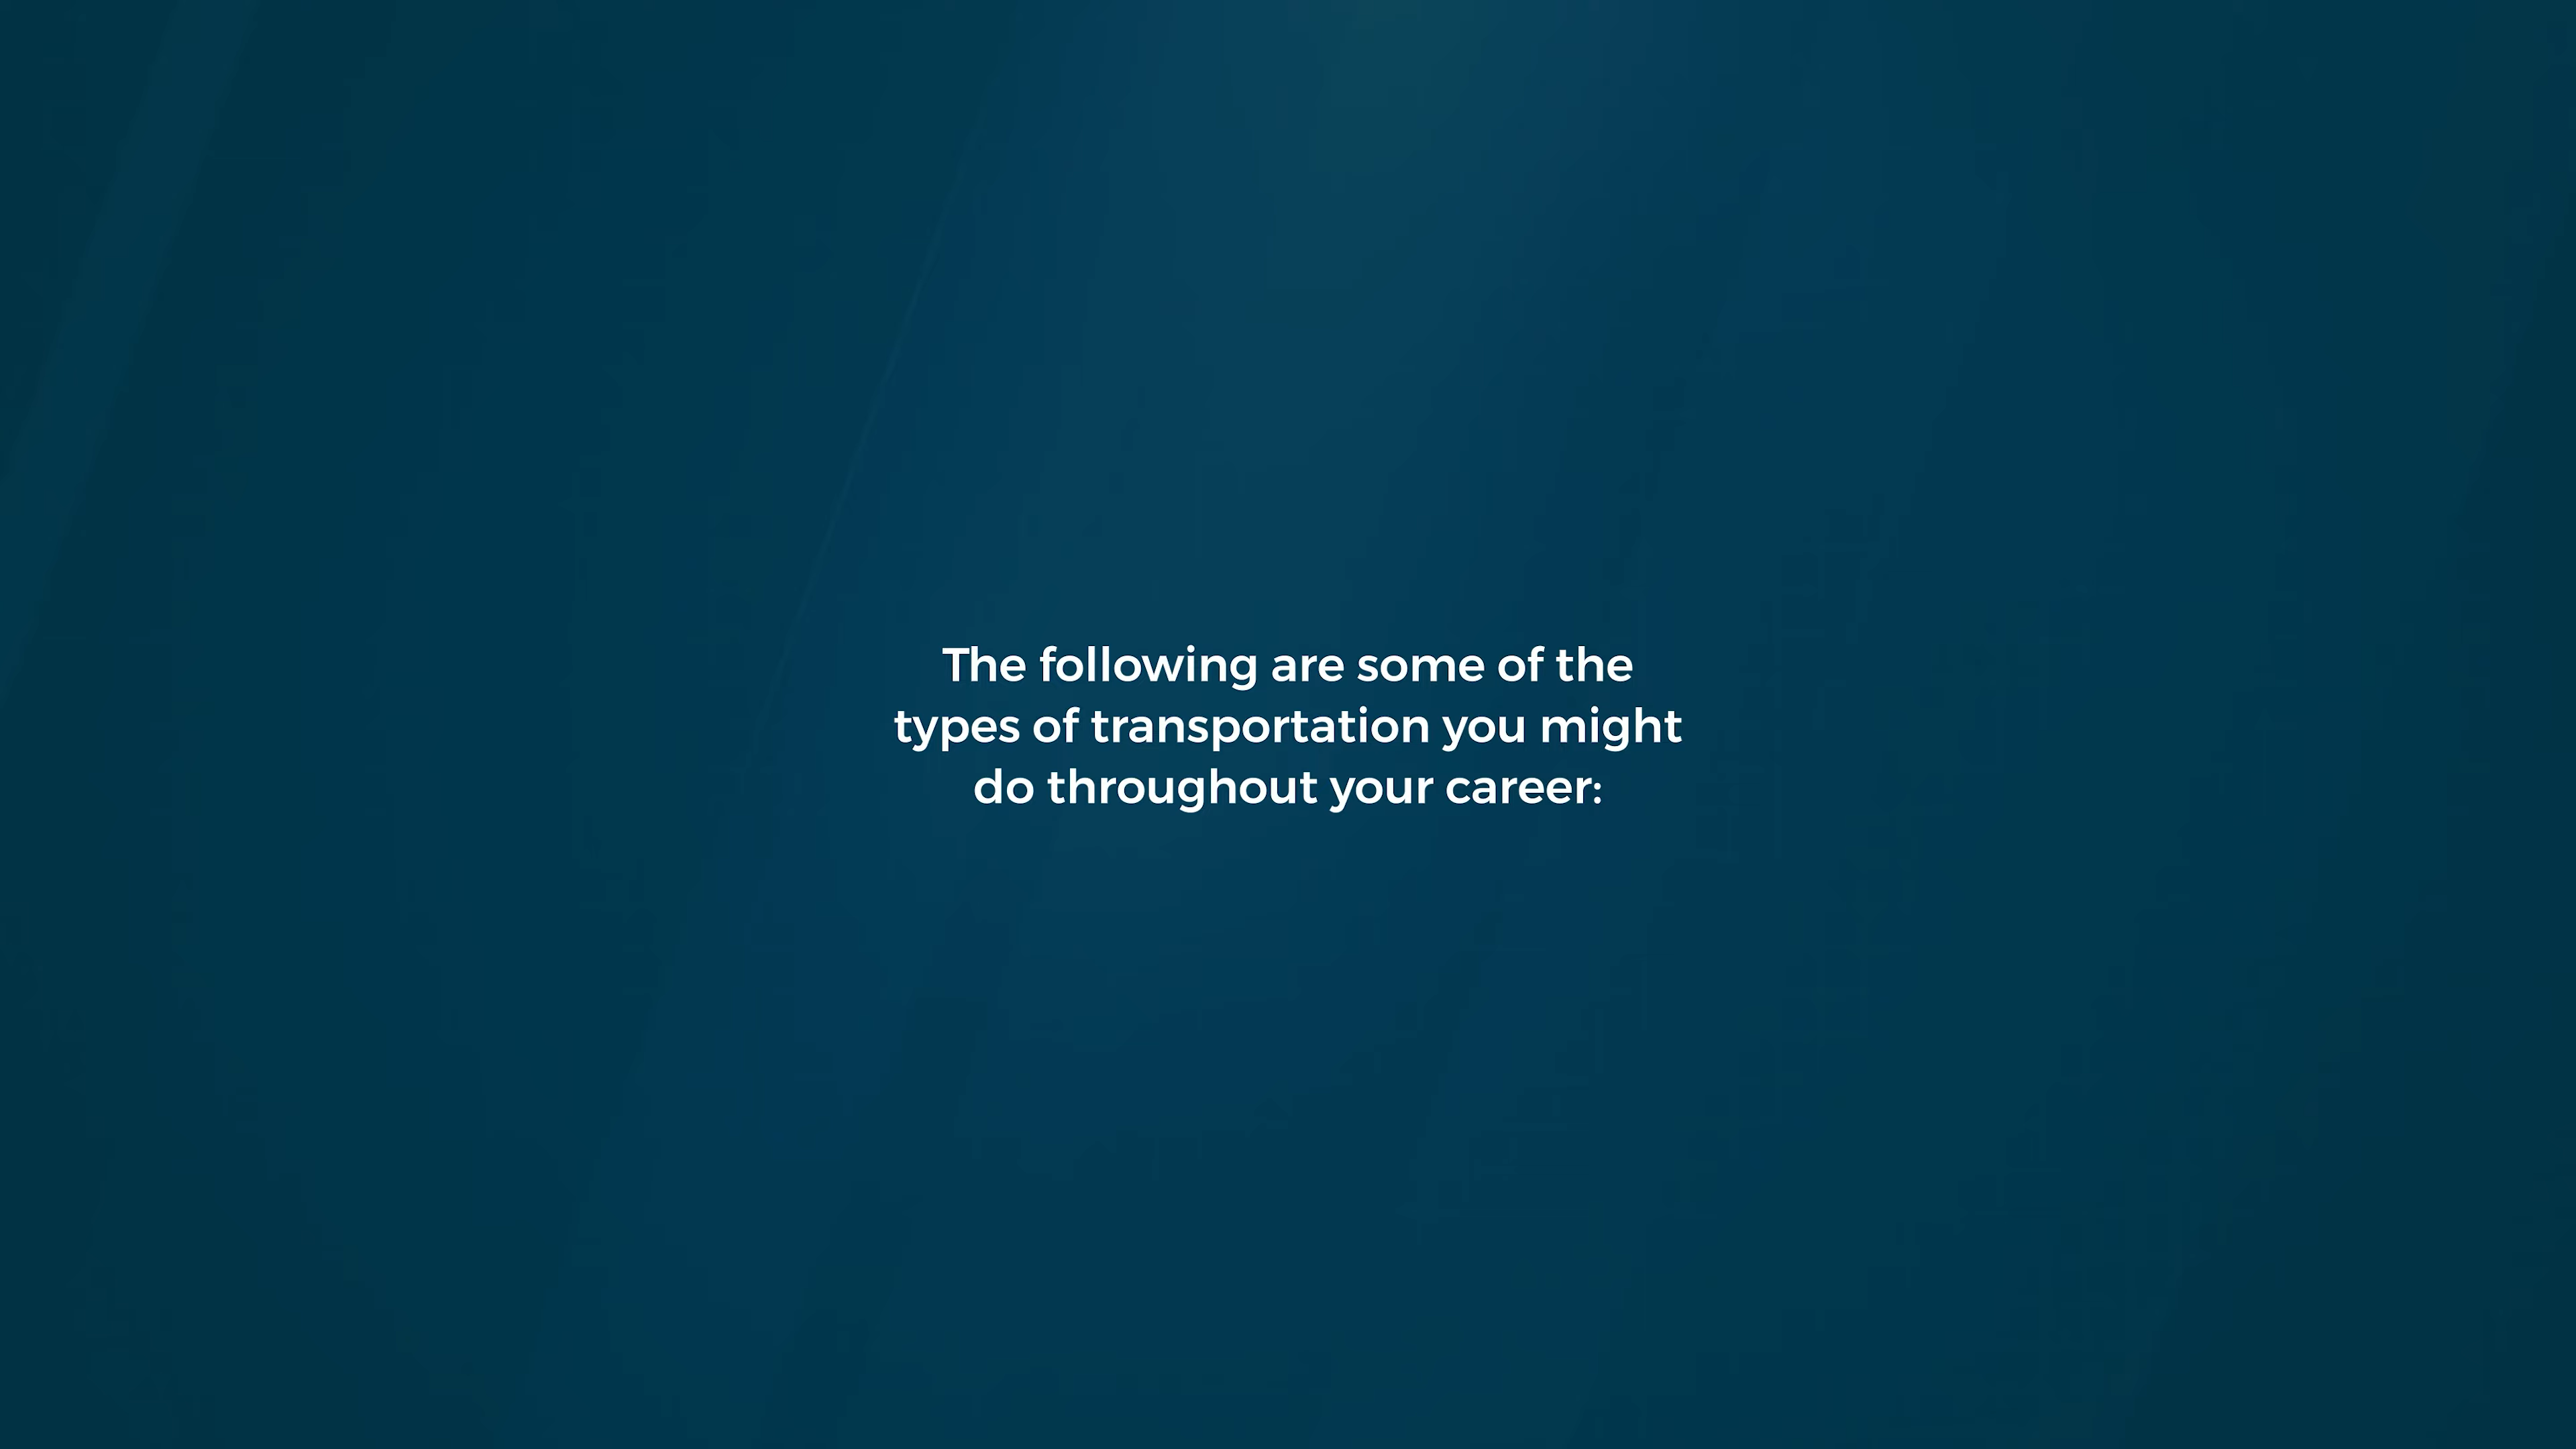 The following are some of the
types of transportation you might
do throughout your career: